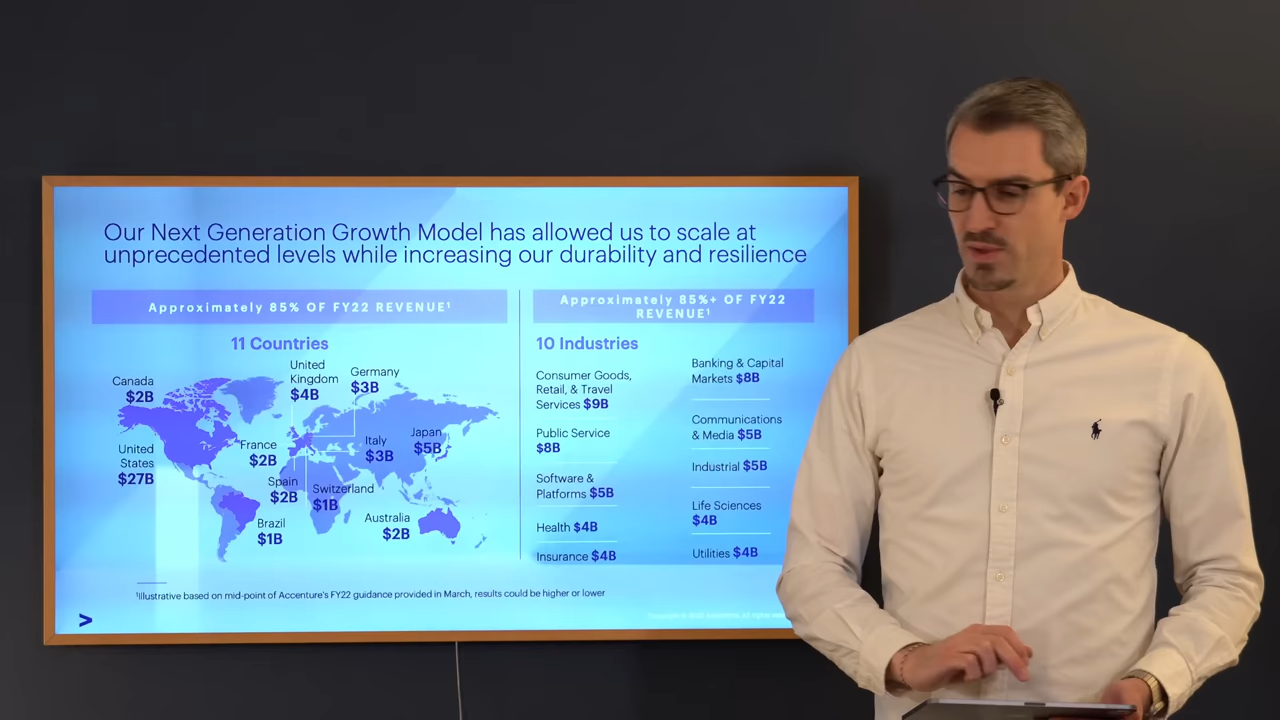 Our Next Generation Growth Model has allowed us to scale at
unprecedented levels while increasing our durability and resilience
Approximately 85% OF FY22 REVENUE¹
11 Countries
Canada
$2B
United
Kingdom
$4B
Germany
$3B
United
States
$27B
France
$2B
Italy
$3B
Japan
$5B
Spain
$2B
Switzerland
$1B
Brazil
$1B
Australia
$2B
Approximately 85%+ OF FY22
REVENUE¹
10 Industries
Consumer Goods,
Retail, & Travel
Services $9B
Public Service
$8B
Software &
Platforms $5B
Health $4B
Insurance $4B
Banking & Capital
Markets $8B
Communications
& Media $5B
Industrial $5B
Life Sciences
$4B
Utilities $4B
¹Illustrative based on mid-point of Accenture's FY22 guidance provided in March, results could be higher or lower
>
Copyright © 2022 Accenture. All rights